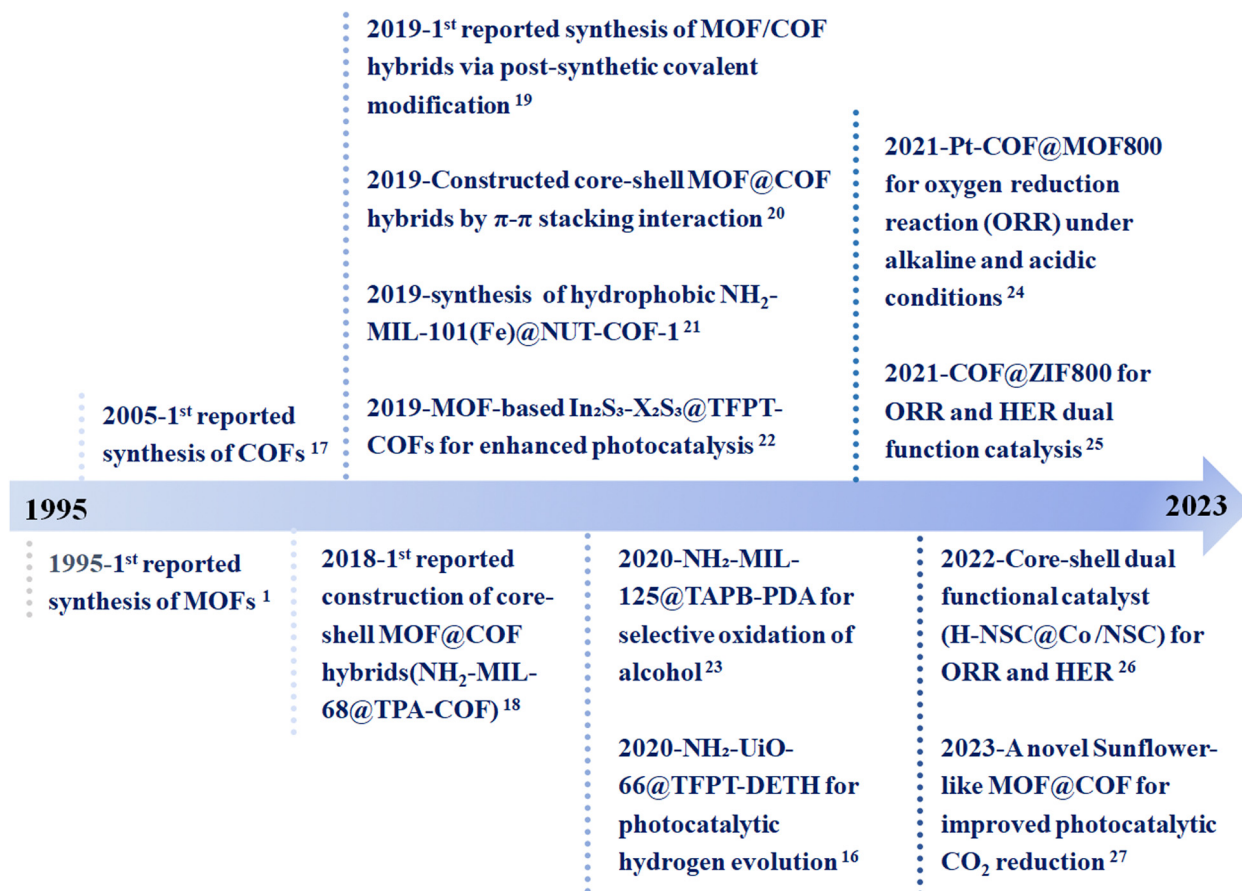 2019-1st reported synthesis of MOF/COF
hybrids via post-synthetic covalent
modification 19
2019-Constructed core-shell MOF@COF
hybrids by π-π stacking interaction 20
2019-synthesis of hydrophobic NH₂-
MIL-101(Fe)@NUT-COF-1 21
2019-MOF-based In₂S₃-X₂S₃@TFPT-
COFs for enhanced photocatalysis 22
2021-Pt-COF@MOF800
for oxygen reduction
reaction (ORR) under
alkaline and acidic
conditions 24
2021-COF@ZIF800 for
ORR and HER dual
function catalysis 25
2005-1st reported
synthesis of COFs 17
1995
2023
1995-1st reported
synthesis of MOFs 1
2018-1st reported
construction of core-
shell MOF@COF
hybrids(NH₂-MIL-
68@TPA-COF) 18
2020-NH₂-MIL-
125@TAPB-PDA for
selective oxidation of
alcohol 23
2020-NH₂-UiO-
66@TFPT-DETH for
photocatalytic
hydrogen evolution 16
2022-Core-shell dual
functional catalyst
(H-NSC@Co/NSC) for
ORR and HER 26
2023-A novel Sunflower-
like MOF@COF for
improved photocatalytic
CO₂ reduction 27